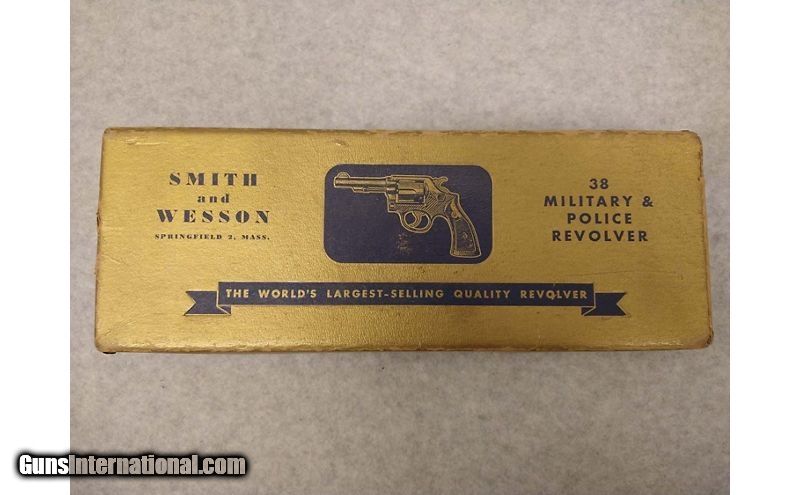 SMITH
and
WESSON
SPRINGFIELD 2, MASS.
38
MILITARY &
POLICE
REVOLVER
THE WORLD'S LARGEST-SELLING QUALITY REVOLVER
GunsInternational.com